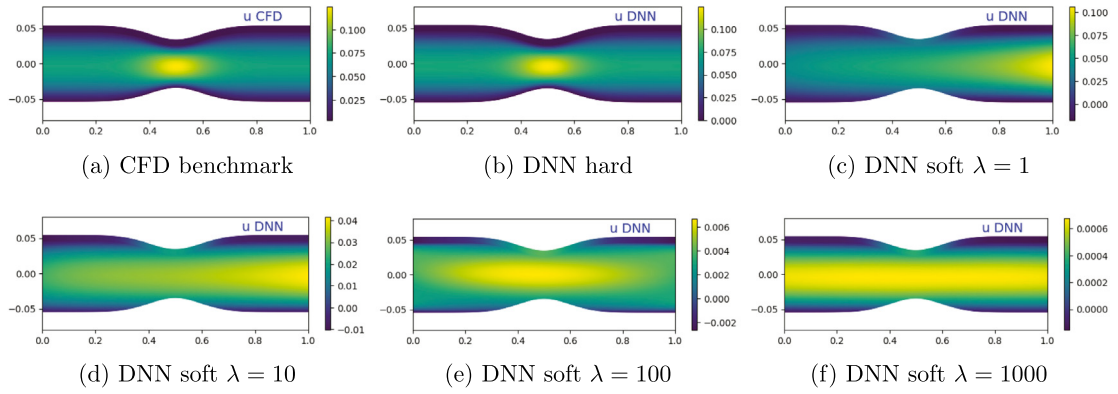 u CFD
0.05
0.00
−0.05
0.0 0.2 0.4 0.6 0.8 1.0
0.100
0.075
0.050
0.025
(a) CFD benchmark
u DNN
0.05
0.00
−0.05
0.0 0.2 0.4 0.6 0.8 1.0
0.100
0.075
0.050
0.025
0.000
(b) DNN hard
u DNN
0.05
0.00
−0.05
0.0 0.2 0.4 0.6 0.8 1.0
0.100
0.075
0.050
0.025
0.000
(c) DNN soft λ = 1
u DNN
0.05
0.00
−0.05
0.0 0.2 0.4 0.6 0.8 1.0
0.04
0.03
0.02
0.01
0.00
−0.01
(d) DNN soft λ = 10
u DNN
0.05
0.00
−0.05
0.0 0.2 0.4 0.6 0.8 1.0
0.006
0.004
0.002
0.000
−0.002
(e) DNN soft λ = 100
u DNN
0.05
0.00
−0.05
0.0 0.2 0.4 0.6 0.8 1.0
0.0006
0.0004
0.0002
0.0000
(f) DNN soft λ = 1000